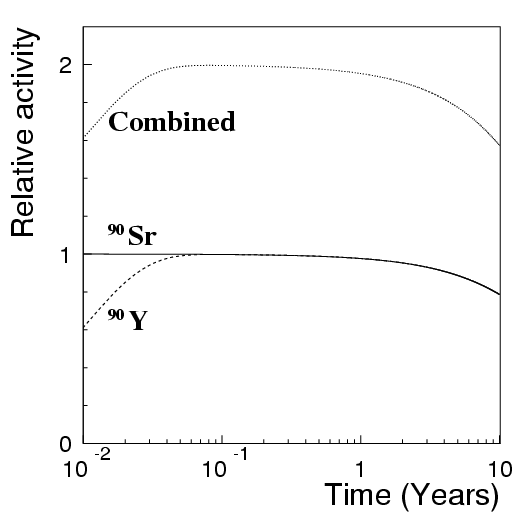 Relative activity
2
Combined
⁹⁰Sr
1
⁹⁰Y
0
10⁻² 10⁻¹ 1 10
Time (Years)